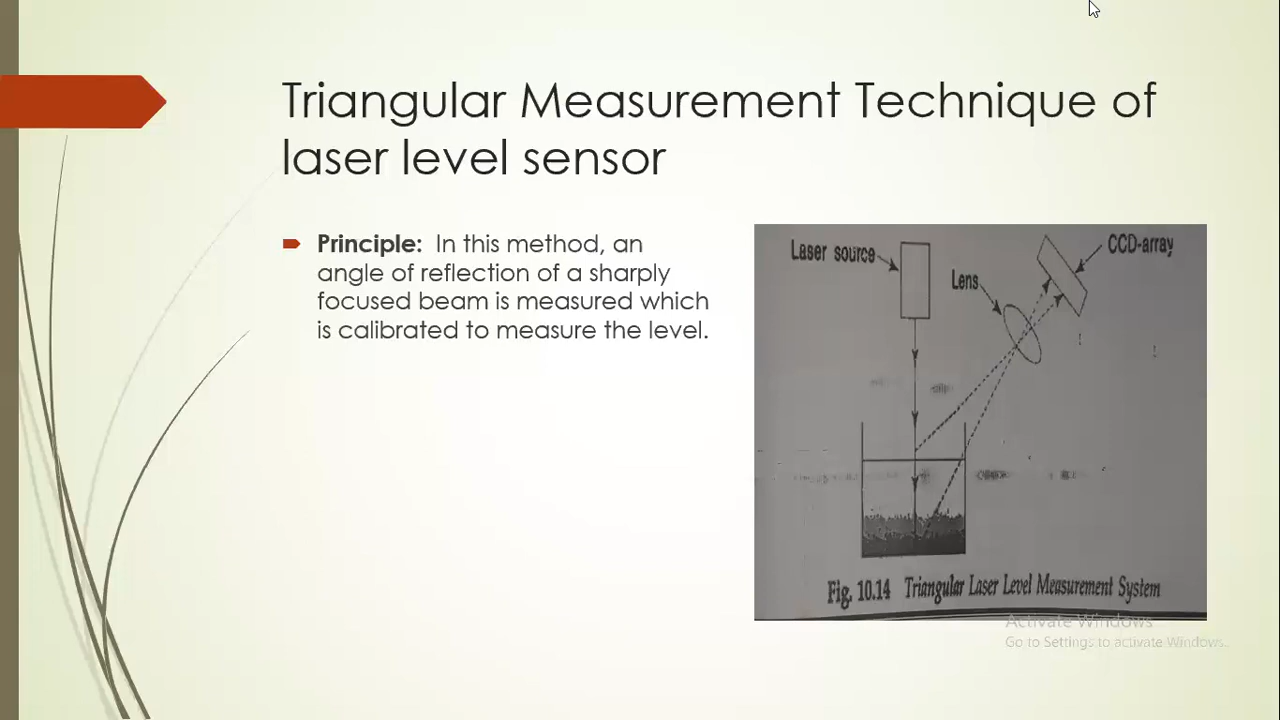 Triangular Measurement Technique of
laser level sensor
Principle: In this method, an
angle of reflection of a sharply
focused beam is measured which
is calibrated to measure the level.
Laser source
Lens
CCD-array
Fig. 10.14 Triangular Laser Level Measurement System
Activate Windows
Go to Settings to activate Windows.